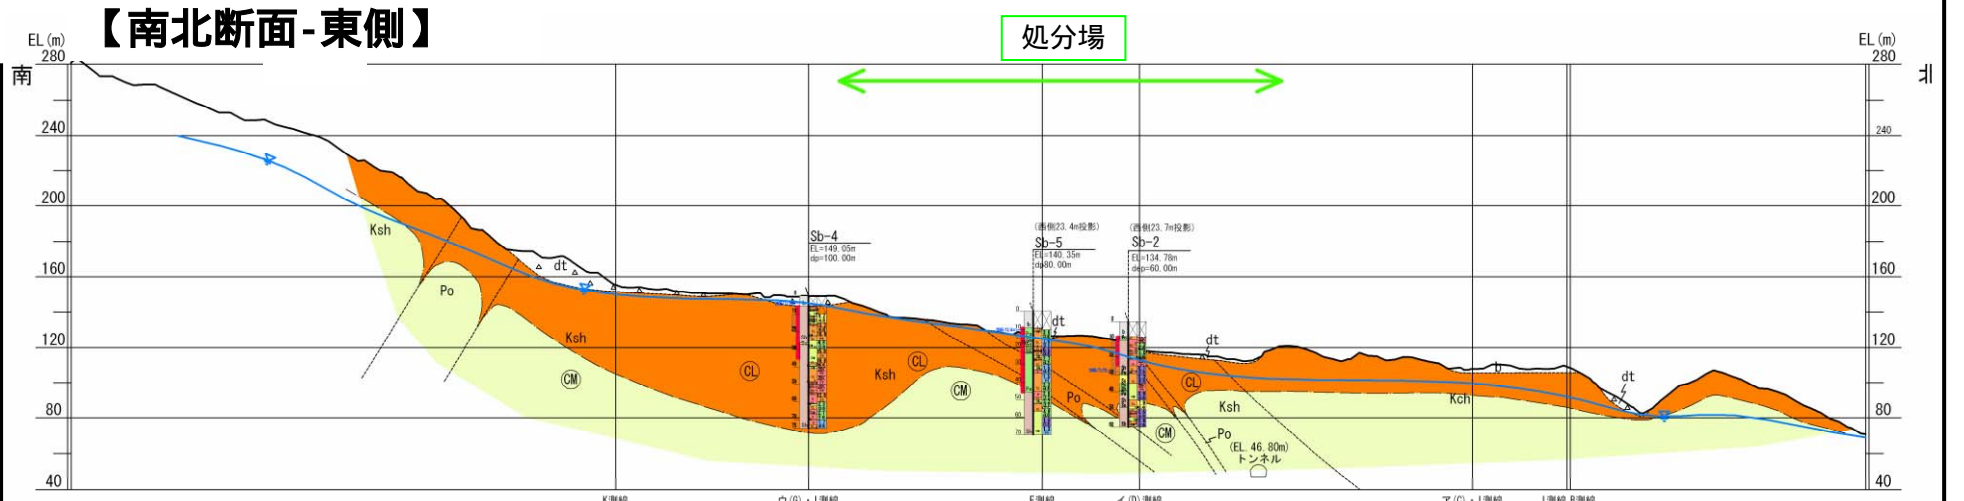 【南北断面-東側】
処分場
EL(m)
EL(m)
南
北
280
280
240
240
200
200
160
160
120
120
80
80
40
40
Ksh
Po
dt
Ksh
CM
CL
Sb-4
EL=149.05m
dp=100.00m
Ksh
CL
CM
(西側23.4m投影)
Sb-5
EL=140.35m
dp80.00m
dt
Po
(西側23.7m投影)
Sb-2
EL=134.78m
dep=60.00m
dt
CL
Ksh
CM
Po
(EL.46.80m)
トンネル
Kch
b
dt